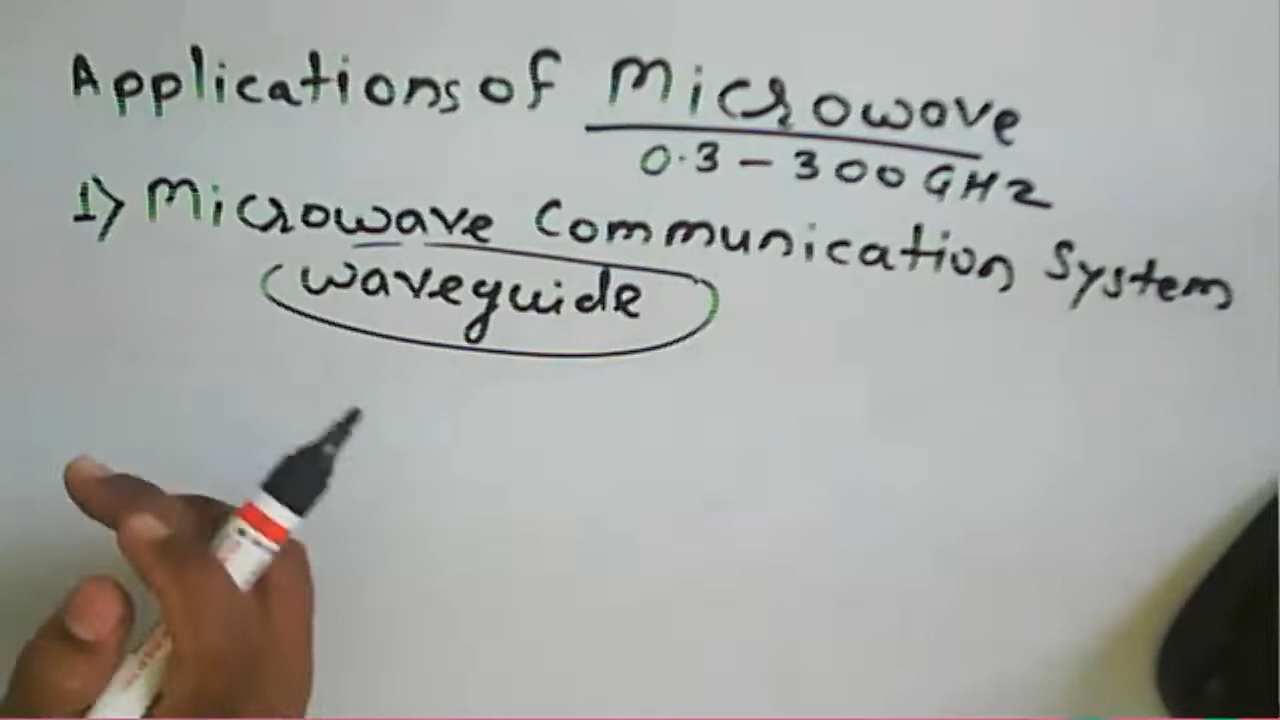 Applications of Microwave
0.3 - 300 GHz
1) Microwave Communication System
waveguide